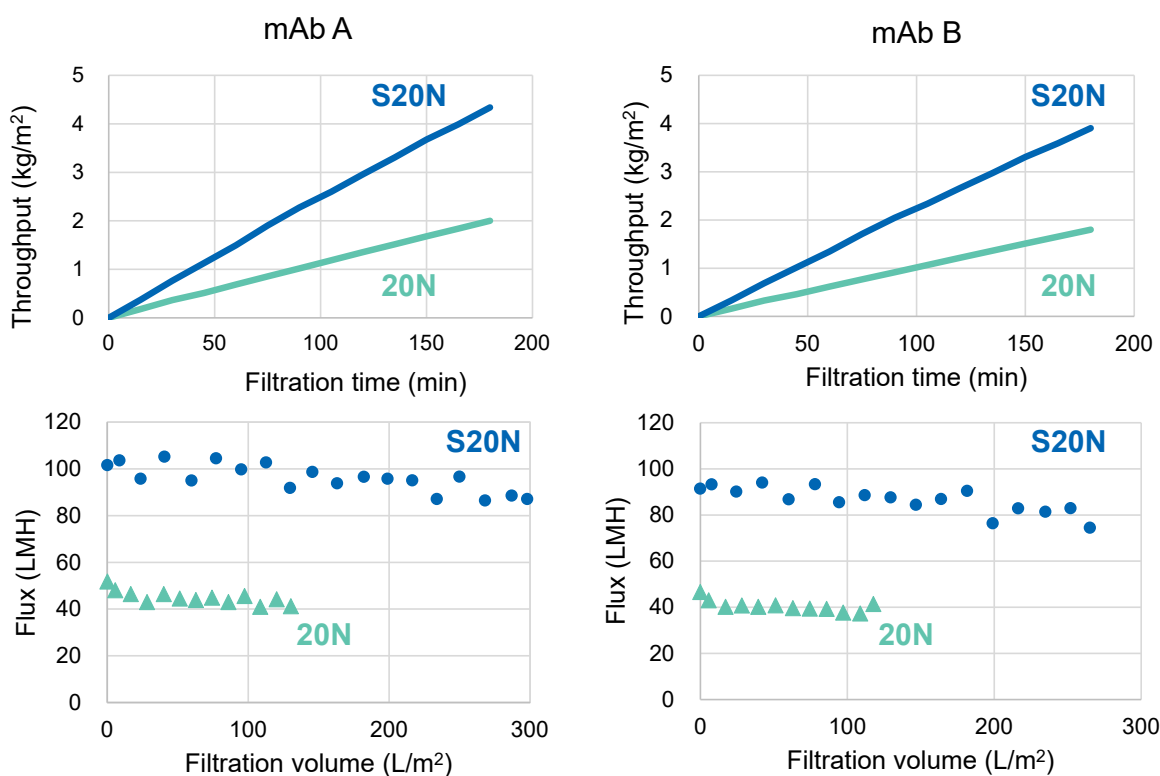 mAb A
5
4
3
2
1
0
Throughput (kg/m²)
S20N
20N
0 50 100 150 200
Filtration time (min)
mAb B
5
4
3
2
1
0
Throughput (kg/m²)
S20N
20N
0 50 100 150 200
Filtration time (min)
120
100
80
60
40
20
0
Flux (LMH)
S20N
20N
0 100 200 300
Filtration volume (L/m²)
120
100
80
60
40
20
0
Flux (LMH)
S20N
20N
0 100 200 300
Filtration volume (L/m²)